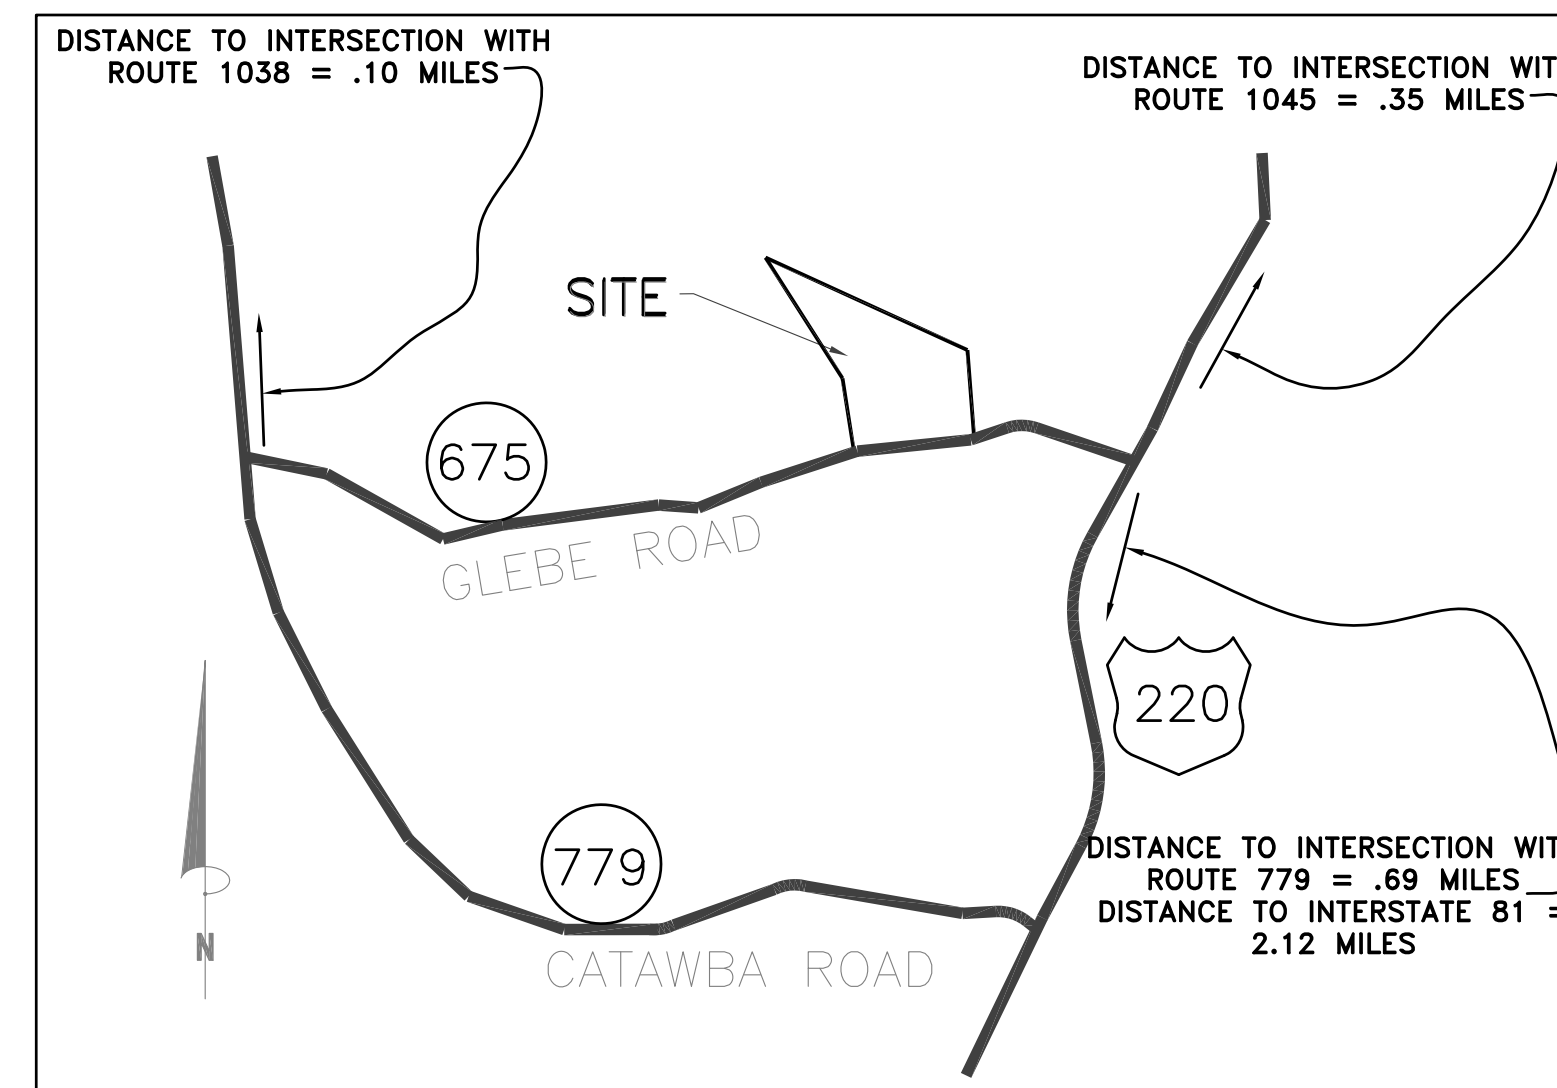 DISTANCE TO INTERSECTION WITH
ROUTE 1038 = .10 MILES
DISTANCE TO INTERSECTION WIT
ROUTE 1045 = .35 MILES
SITE
675
GLEBE ROAD
220
779
CATAWBA ROAD
N
DISTANCE TO INTERSECTION WIT
ROUTE 779 = .69 MILES
DISTANCE TO INTERSTATE 81 =
2.12 MILES